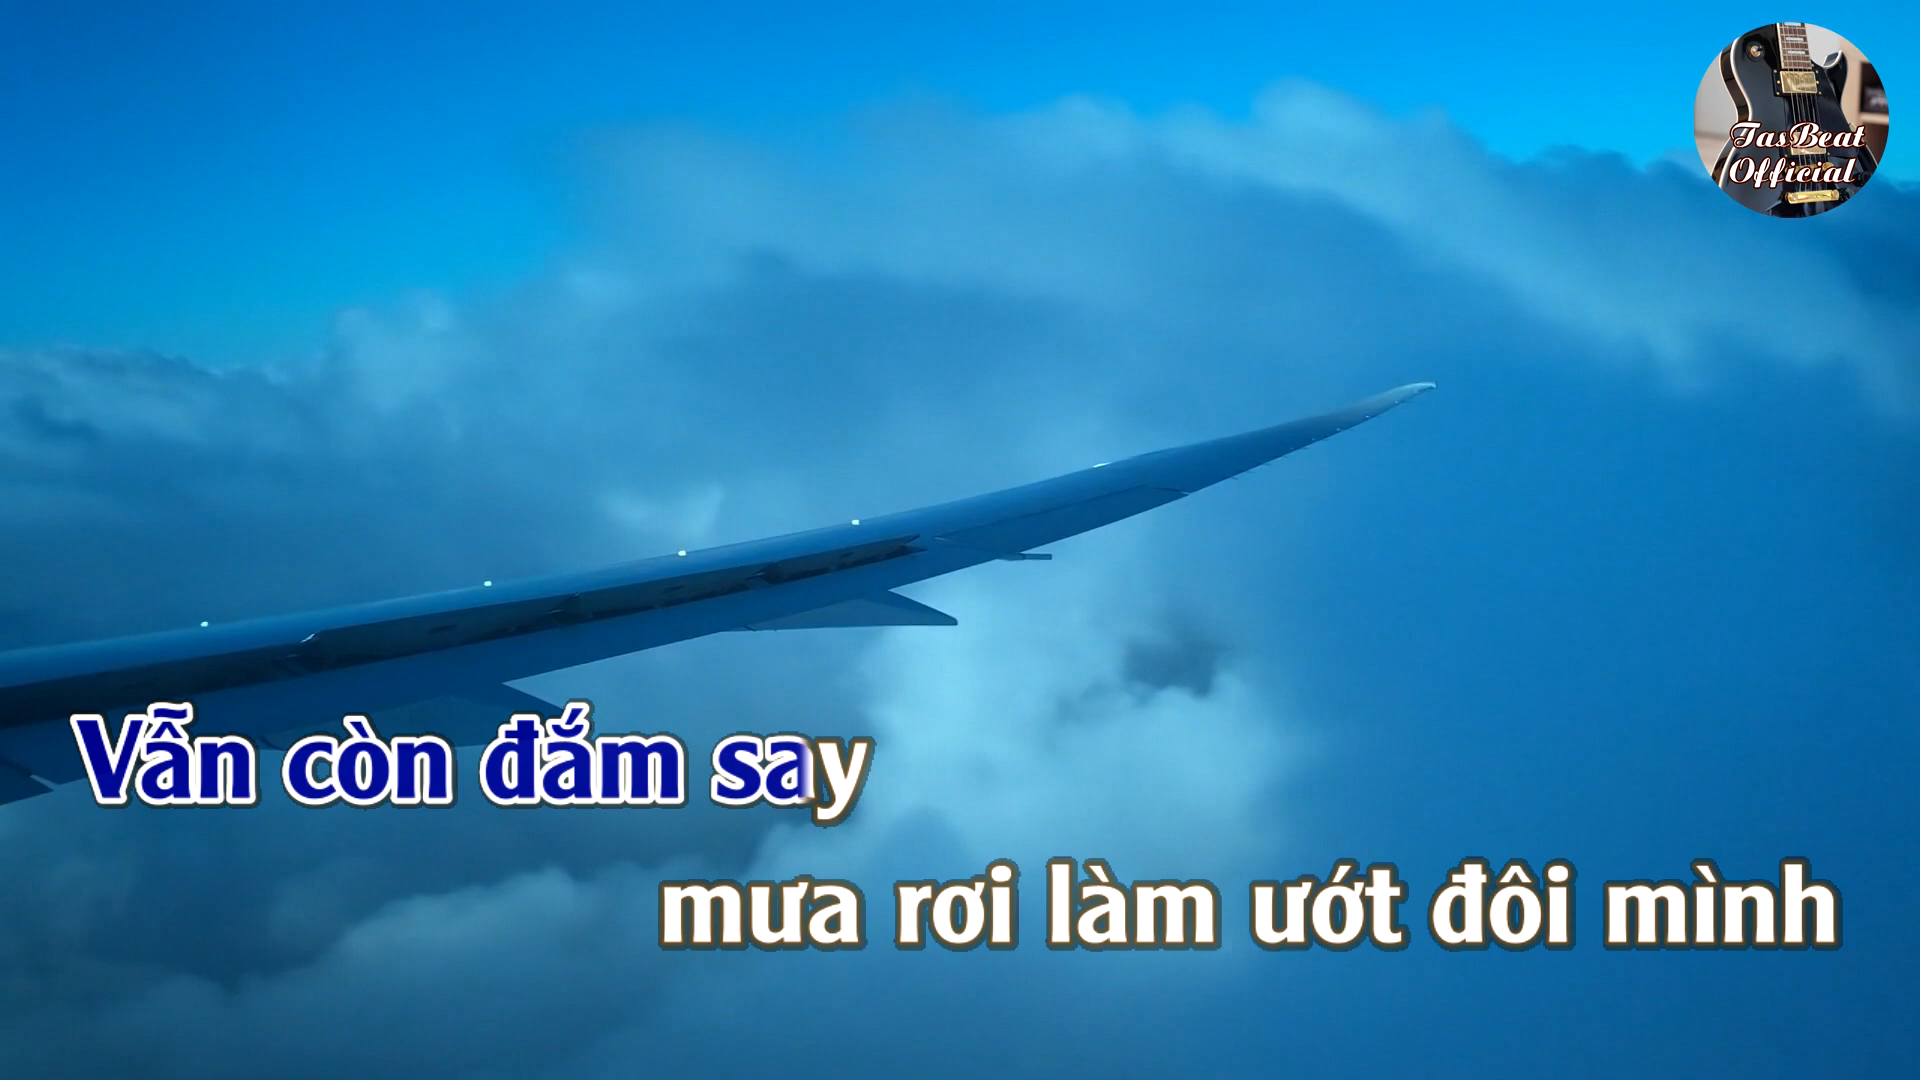 TasBeat
Official
Vẫn còn đắm say
mưa rơi làm ướt đôi mình